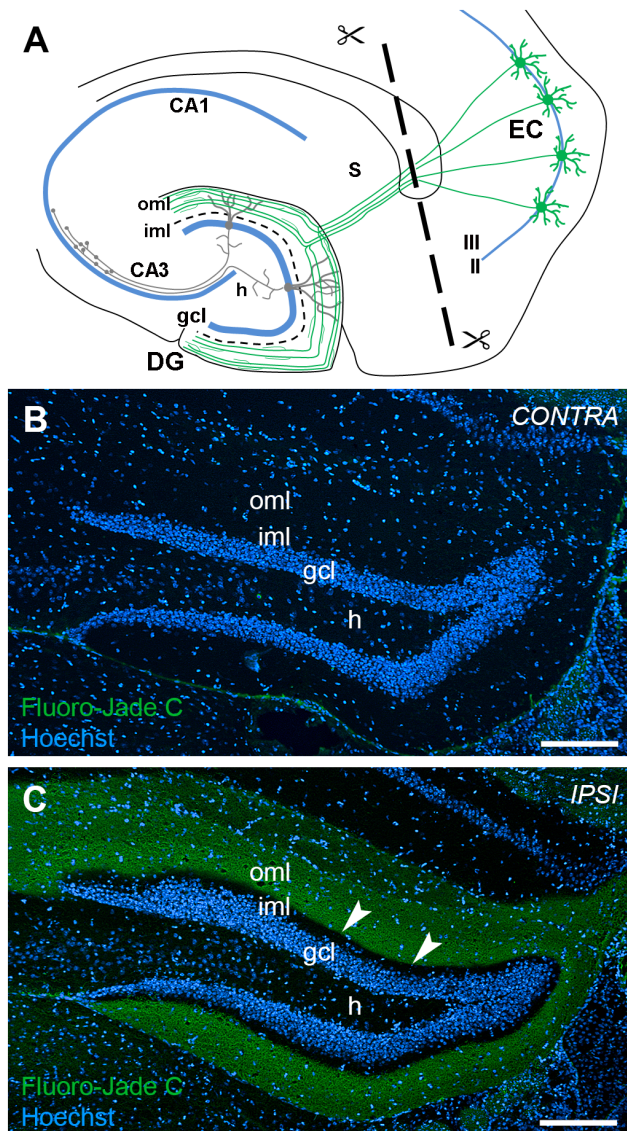 A
CA1
EC
S
oml
iml
III
CA3
h
II
gcl
DG
B
CONTRA
oml
iml
gcl
h
Fluoro-Jade C
Hoechst
C
IPSI
oml
iml
gcl
h
Fluoro-Jade C
Hoechst